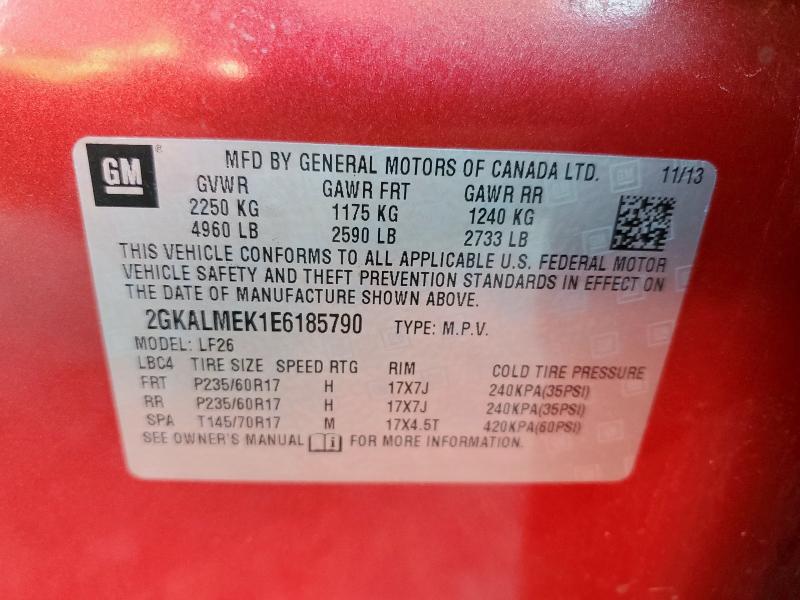 GM ® MFD BY GENERAL MOTORS OF CANADA LTD. 11/13
GVWR GAWR FRT GAWR RR
2250 KG 1175 KG 1240 KG
4960 LB 2590 LB 2733 LB
THIS VEHICLE CONFORMS TO ALL APPLICABLE U.S. FEDERAL MOTOR
VEHICLE SAFETY AND THEFT PREVENTION STANDARDS IN EFFECT ON
THE DATE OF MANUFACTURE SHOWN ABOVE.
2GKALMEK1E6185790 TYPE: M.P.V.
MODEL: LF26
LBC4 TIRE SIZE SPEED RTG RIM COLD TIRE PRESSURE
FRT P235/60R17 H 17X7J 240KPA(35PSI)
RR P235/60R17 H 17X7J 240KPA(35PSI)
SPA T145/70R17 M 17X4.5T 420KPA(60PSI)
SEE OWNER'S MANUAL i FOR MORE INFORMATION.